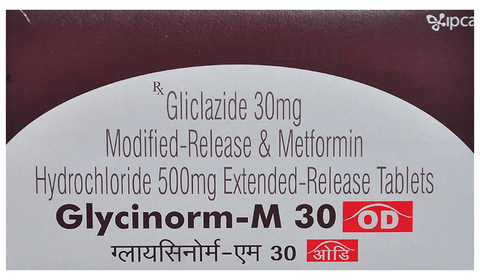 ipca
Rx Gliclazide 30mg
Modified-Release & Metformin
Hydrochloride 500mg Extended-Release Tablets
Glycinorm-M 30 OD
ग्लायसिनोर्म-एम 30 ओडि